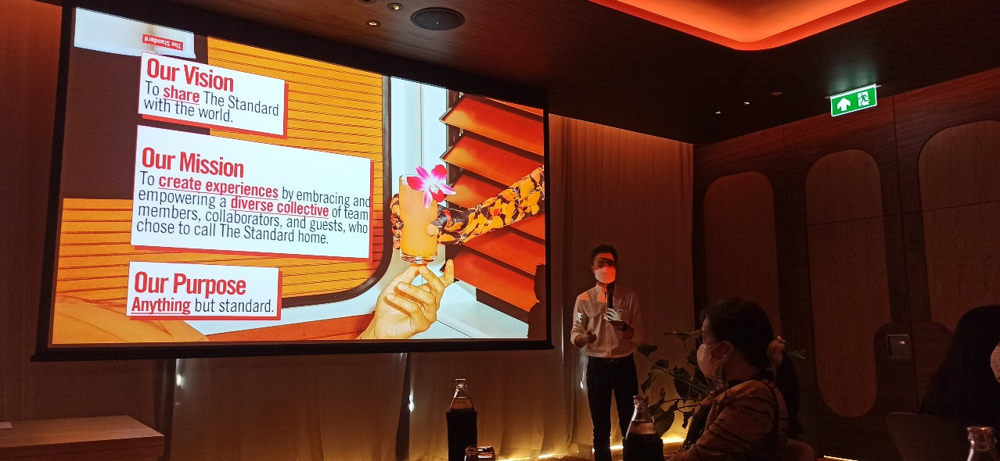 The Standard
Our Vision
To share The Standard
with the world.
Our Mission
To create experiences by embracing and
empowering a diverse collective of team
members, collaborators, and guests, who
chose to call The Standard home.
Our Purpose
Anything but standard.